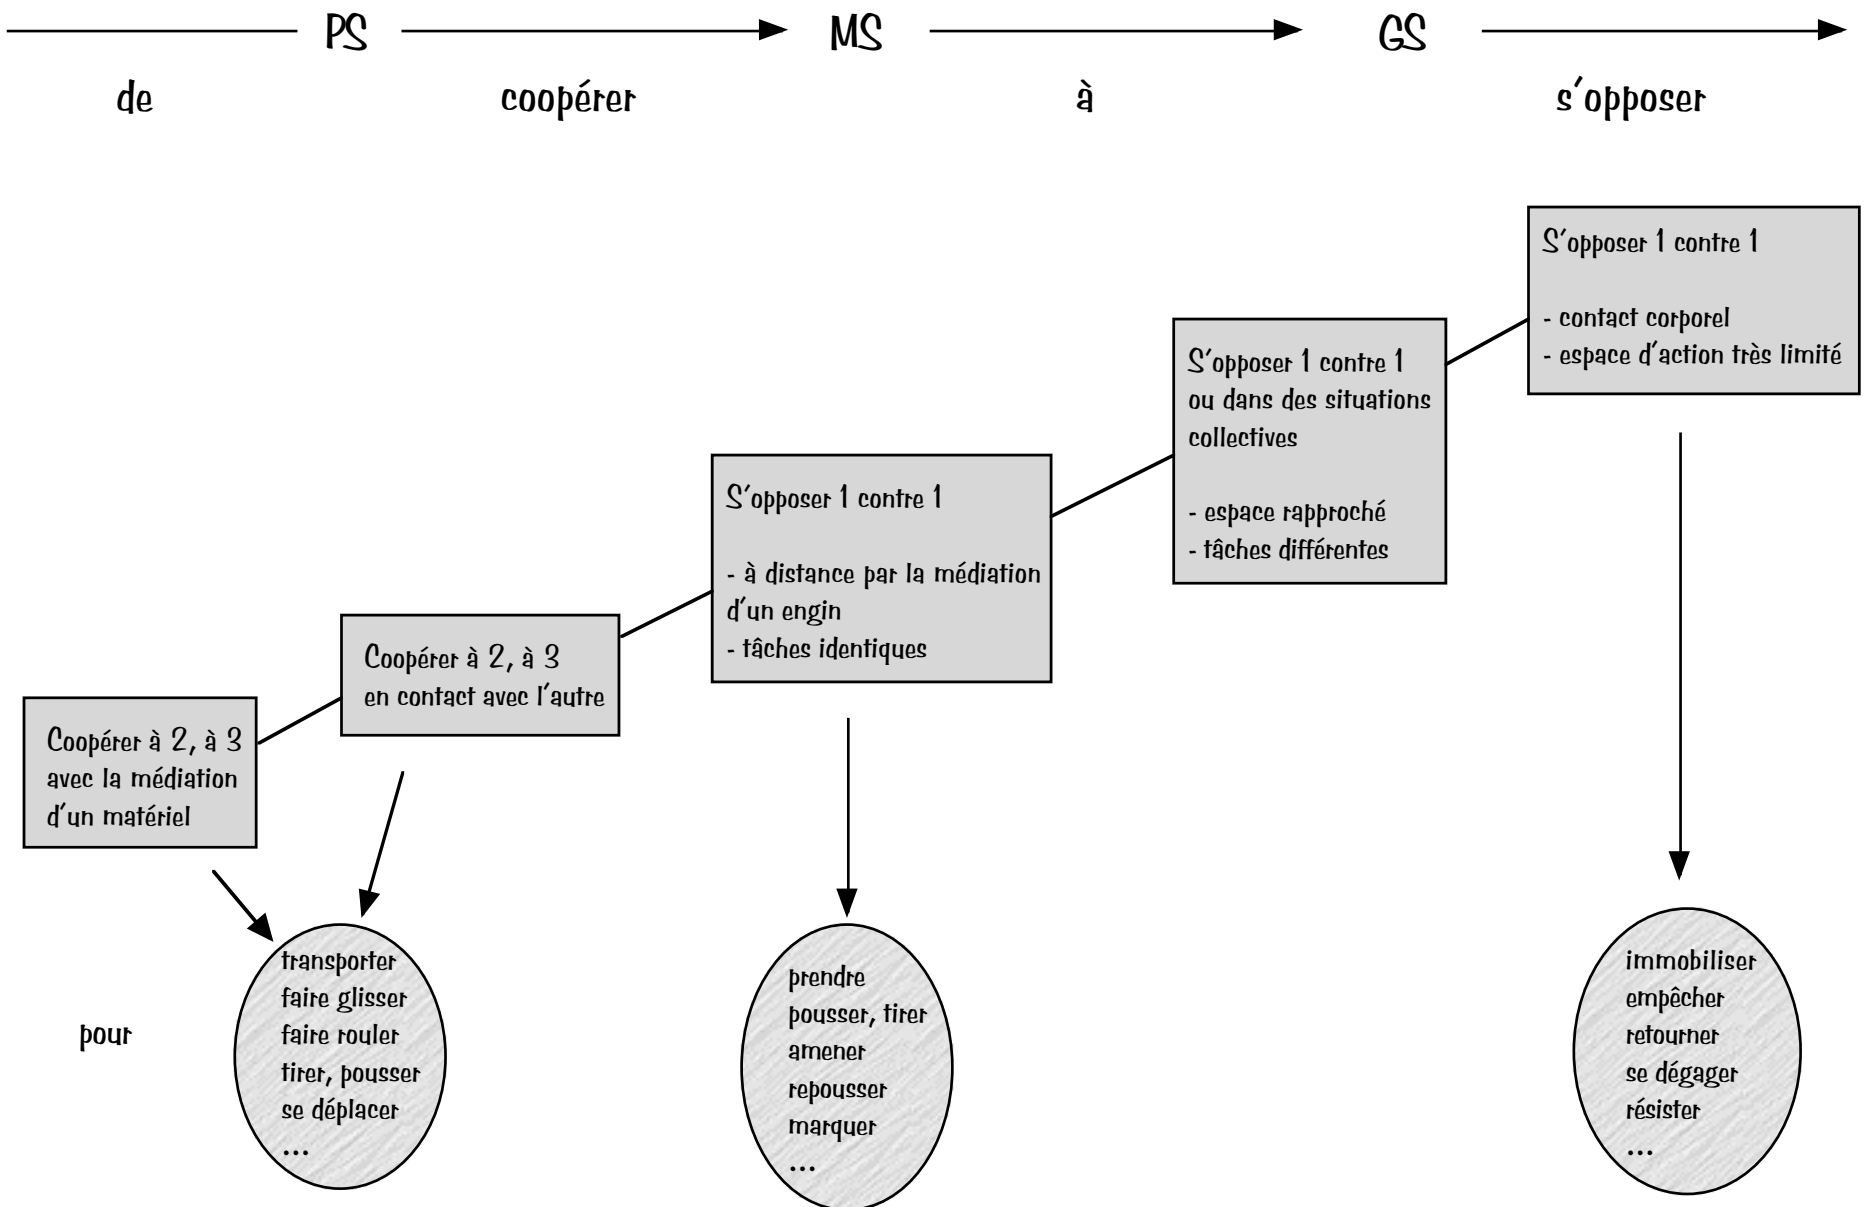 PS
MS
GS
de
coopérer
à
s'opposer
Coopérer à 2, à 3
avec la médiation
d'un matériel
Coopérer à 2, à 3
en contact avec l'autre
S'opposer 1 contre 1
- à distance par la médiation
d'un engin
- tâches identiques
S'opposer 1 contre 1
ou dans des situations
collectives
- espace rapproché
- tâches différentes
S'opposer 1 contre 1
- contact corporel
- espace d'action très limité
pour
transporter
faire glisser
faire rouler
tirer, pousser
se déplacer
...
prendre
pousser, tirer
amener
repousser
marquer
...
immobiliser
empêcher
retourner
se dégager
résister
...